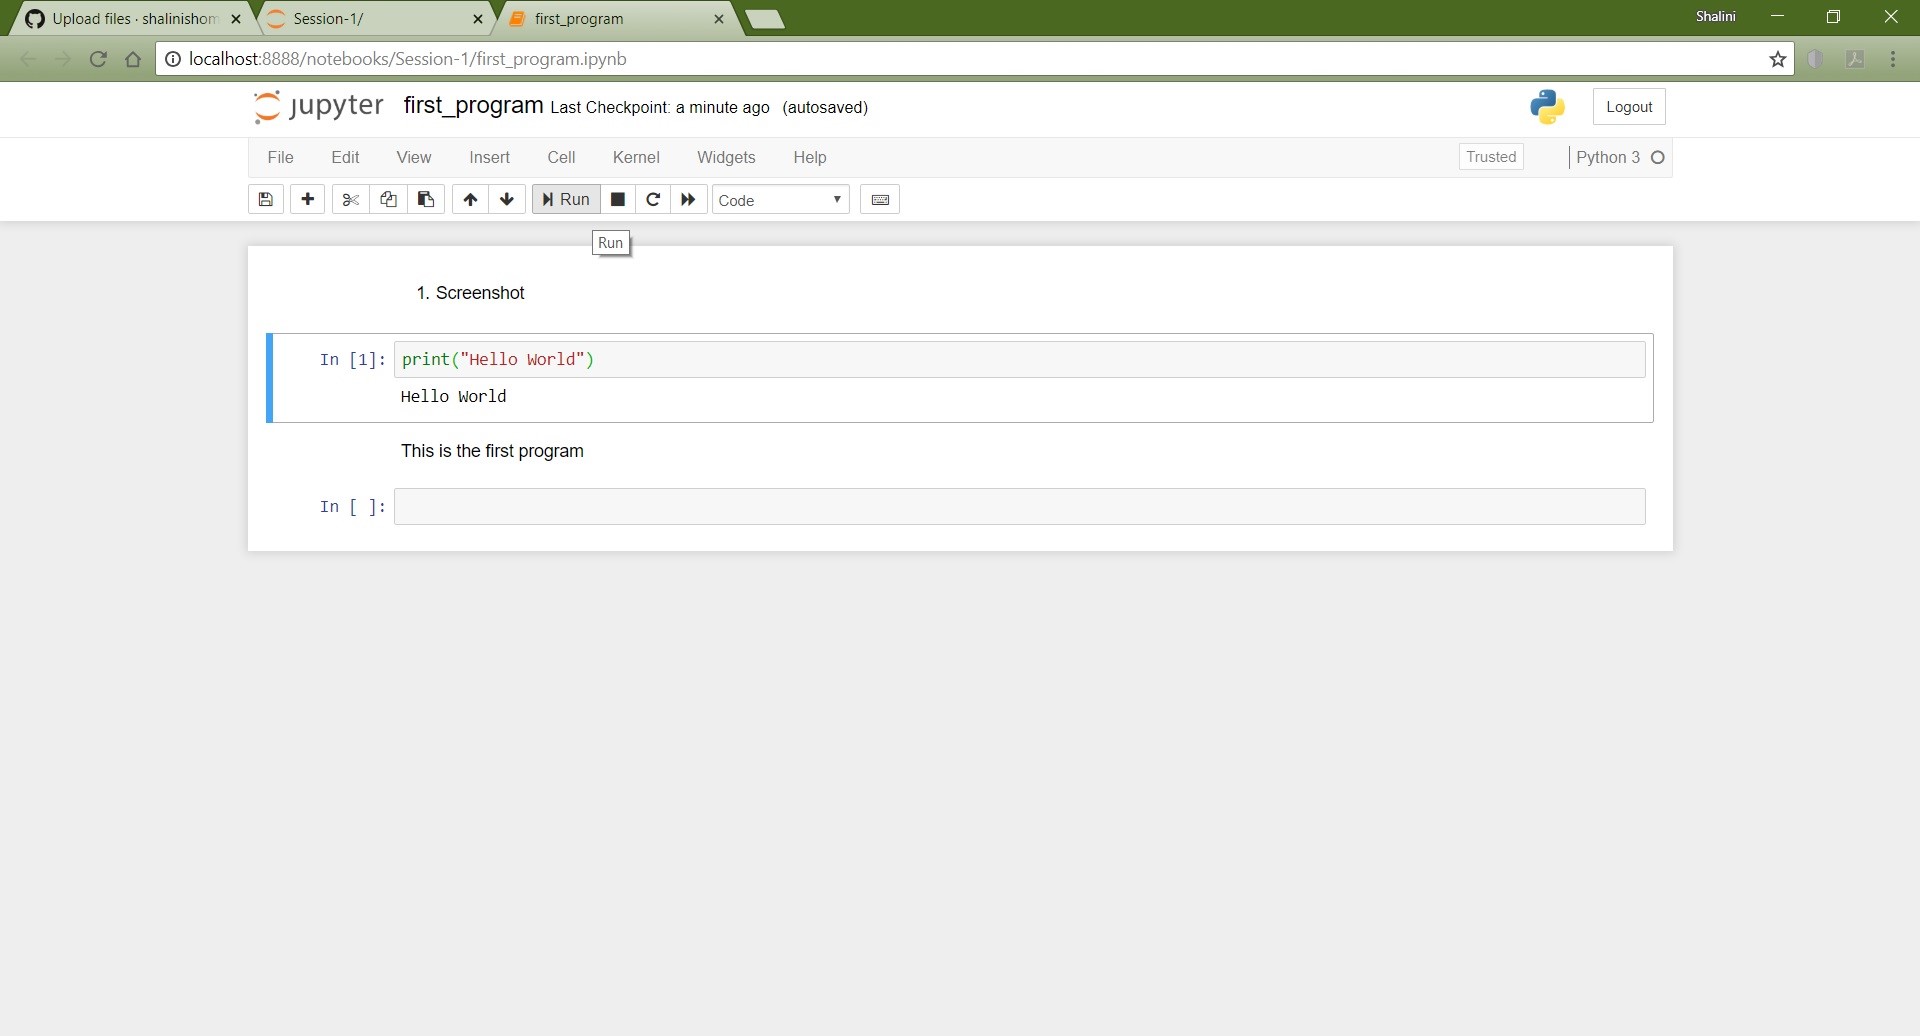 Upload files · shalinishom
Session-1/
first_program
Shalini
localhost:8888/notebooks/Session-1/first_program.ipynb
jupyter first_program Last Checkpoint: a minute ago (autosaved)
Logout
File Edit View Insert Cell Kernel Widgets Help
Trusted
Python 3
Run
Code
Run
1. Screenshot
In [1]: print("Hello World")
Hello World
This is the first program
In [ ]: